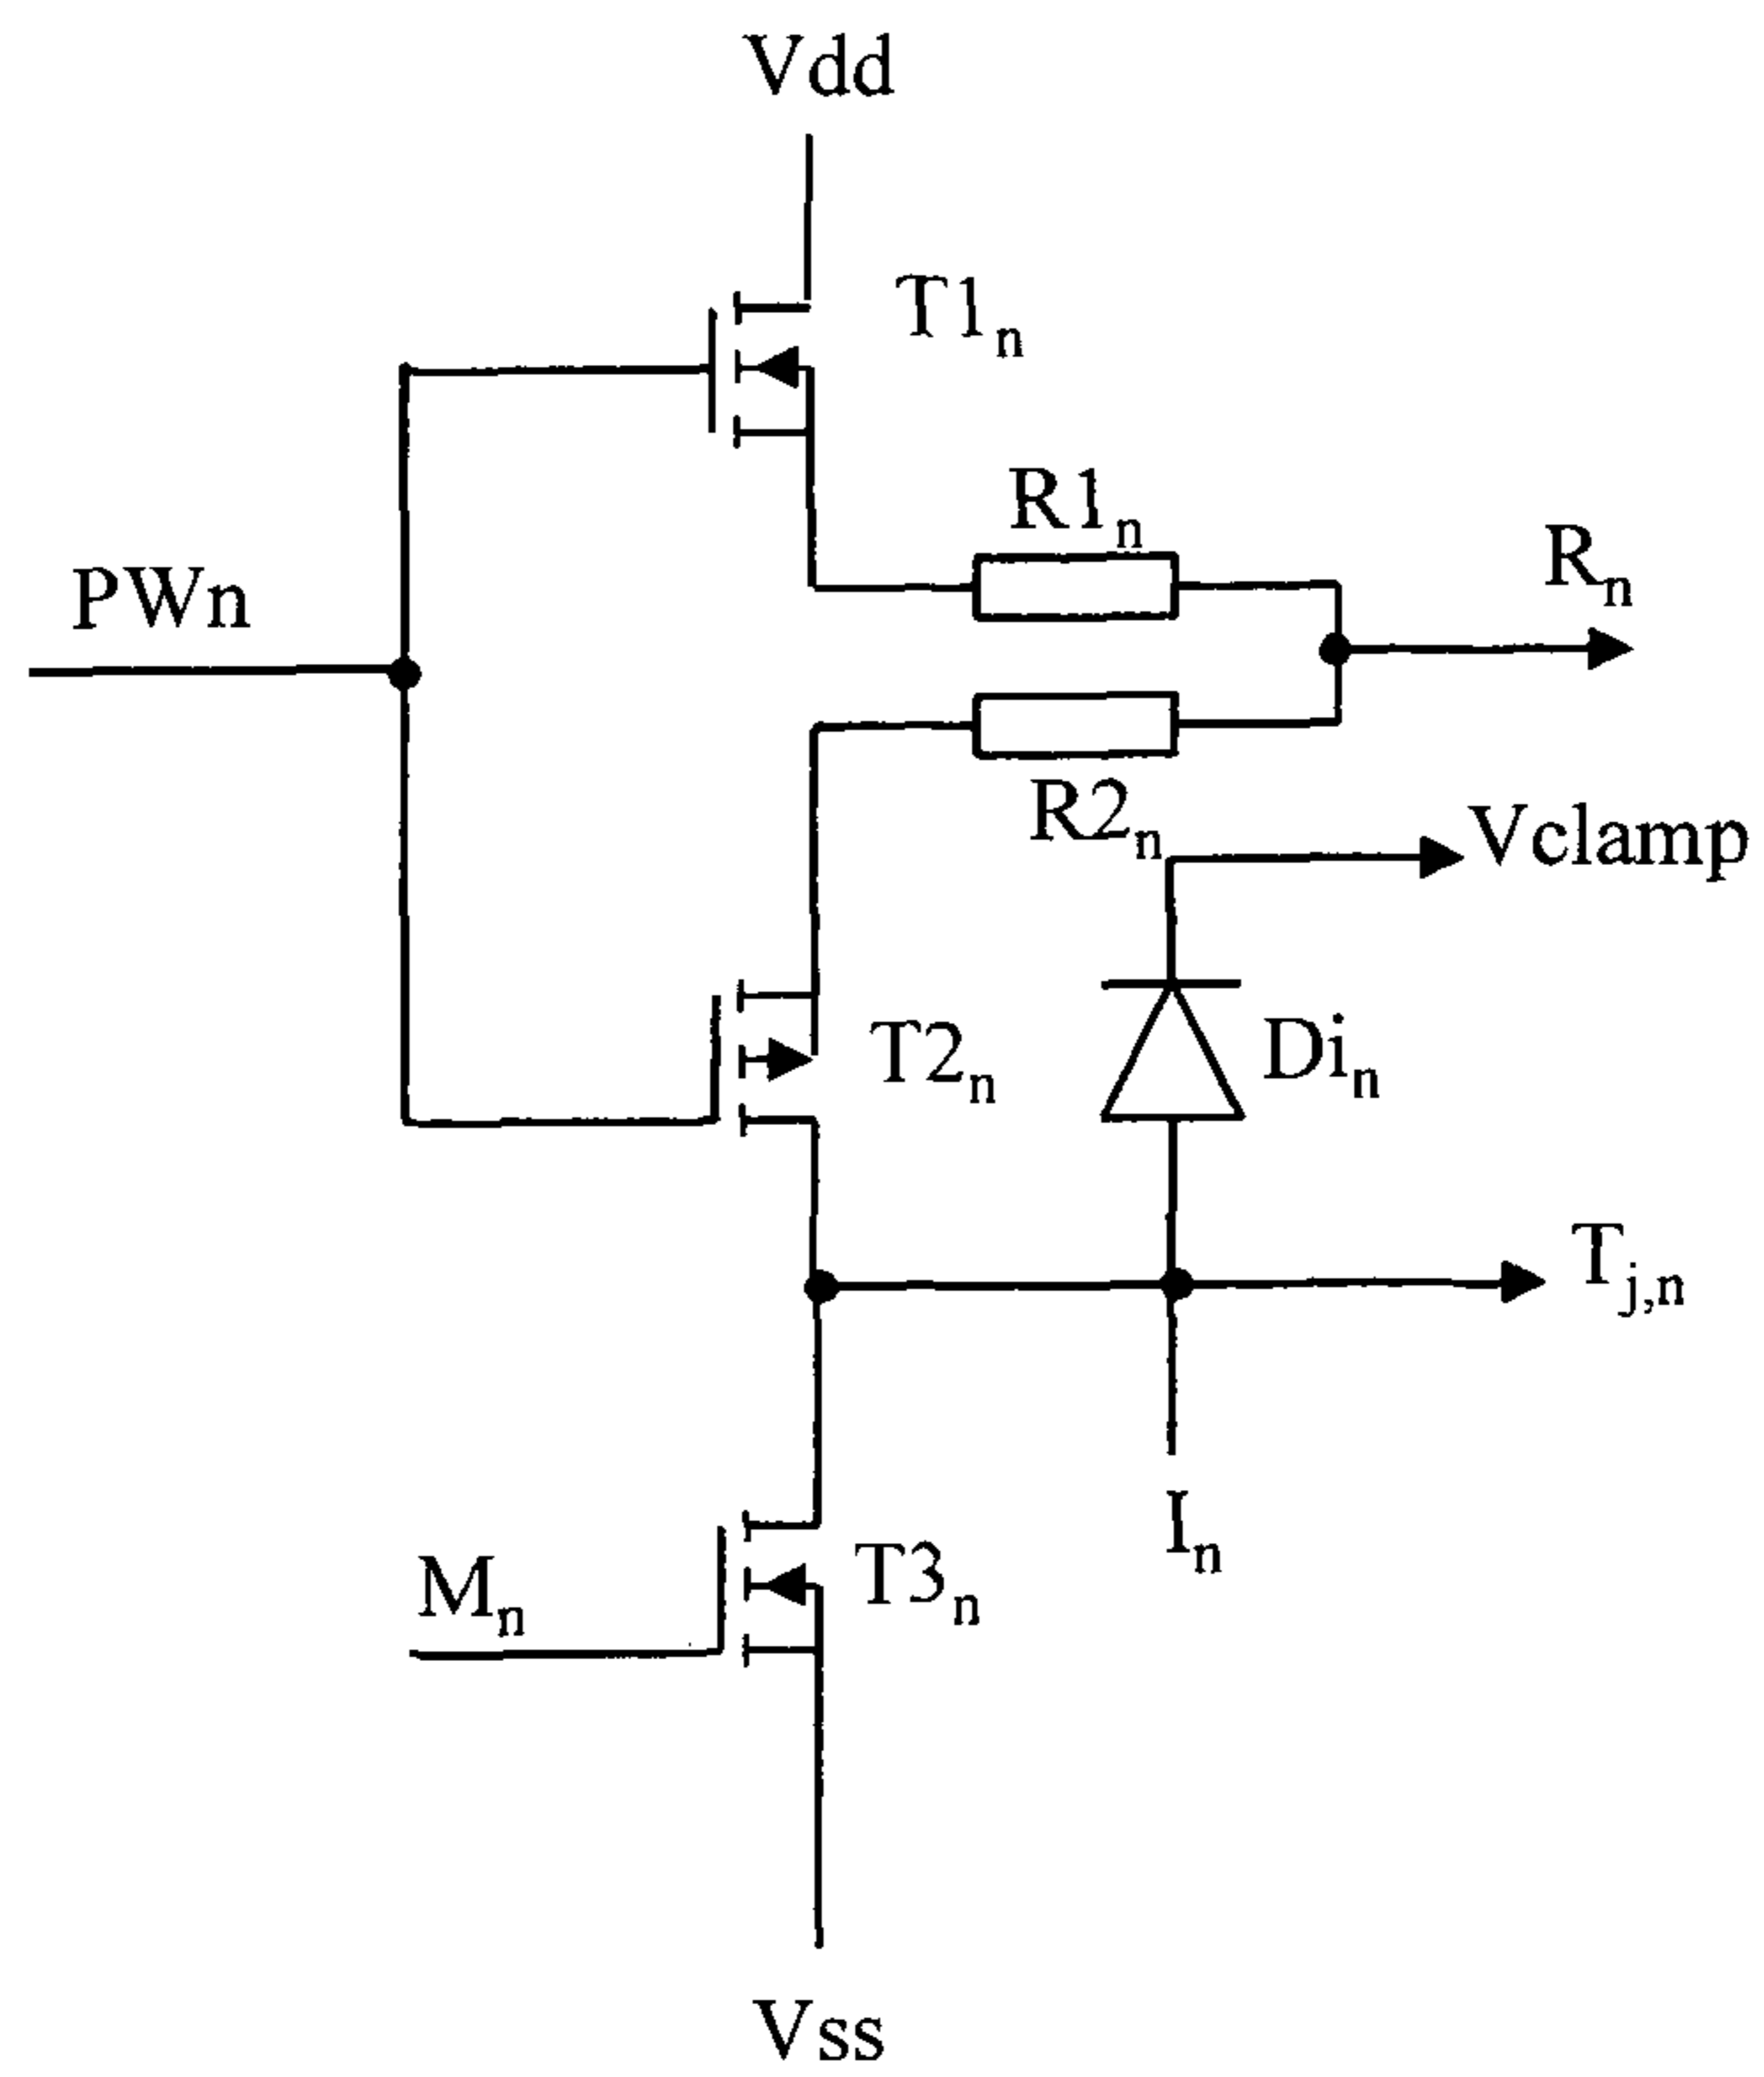 Vdd
T1n
R1n
Rn
PWn
R2n
Vclamp
T2n
Din
Tj,n
In
T3n
Mn
Vss